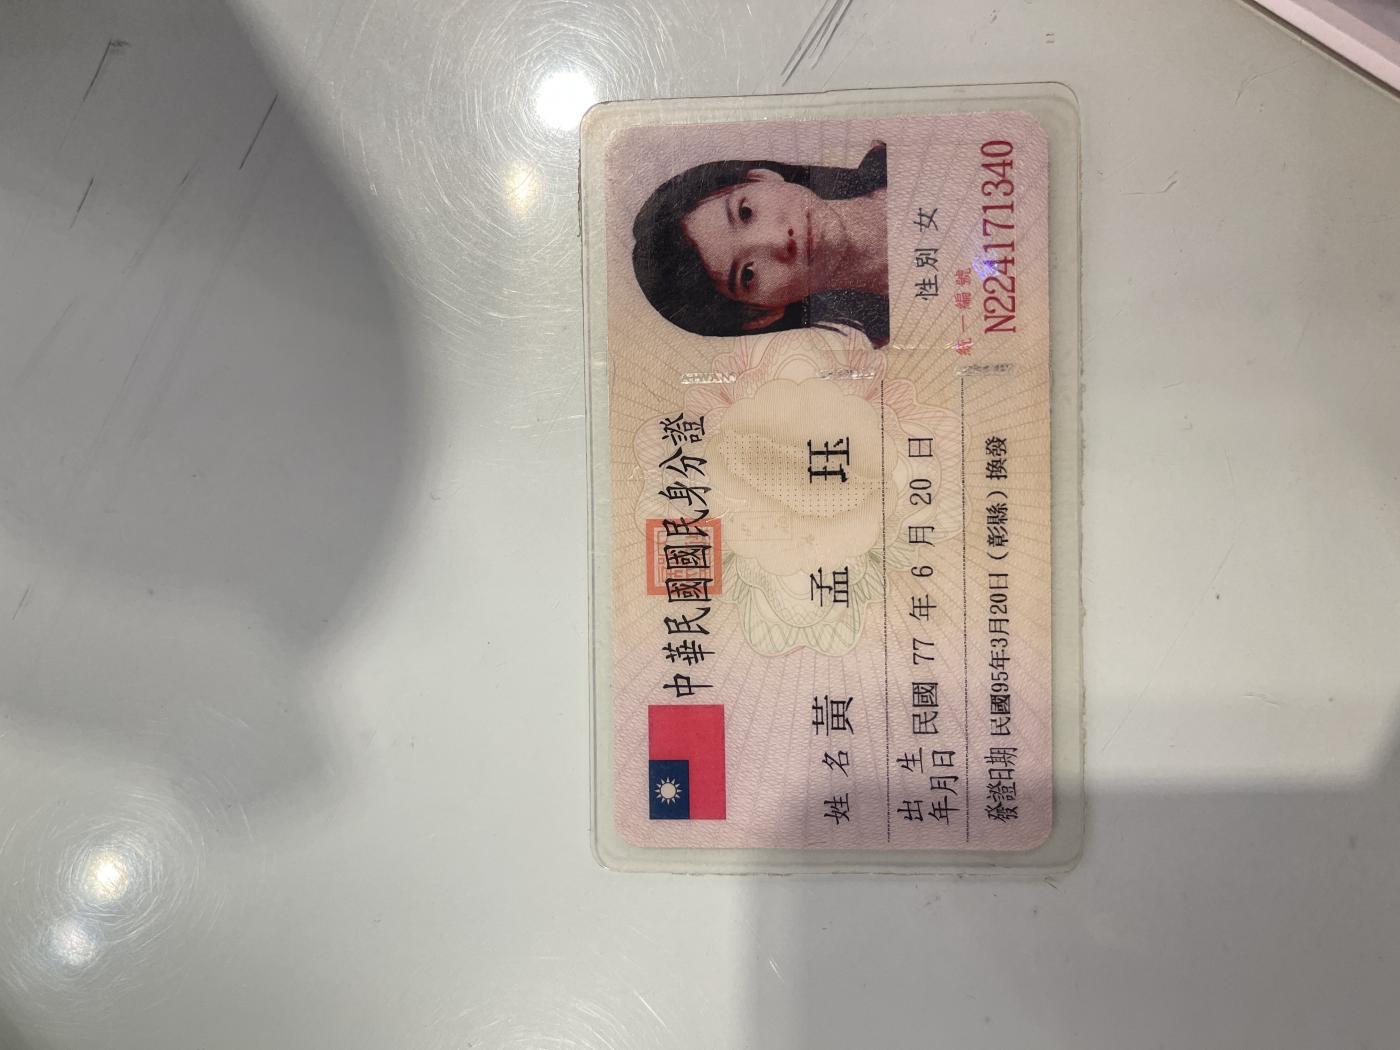 中華民國國民身分證
姓名 黃孟珏
出生年月日 民國 77 年 6 月 20 日
發證日期 民國95年3月20日（彰縣）換發
性別 女
統一編號
N224171340